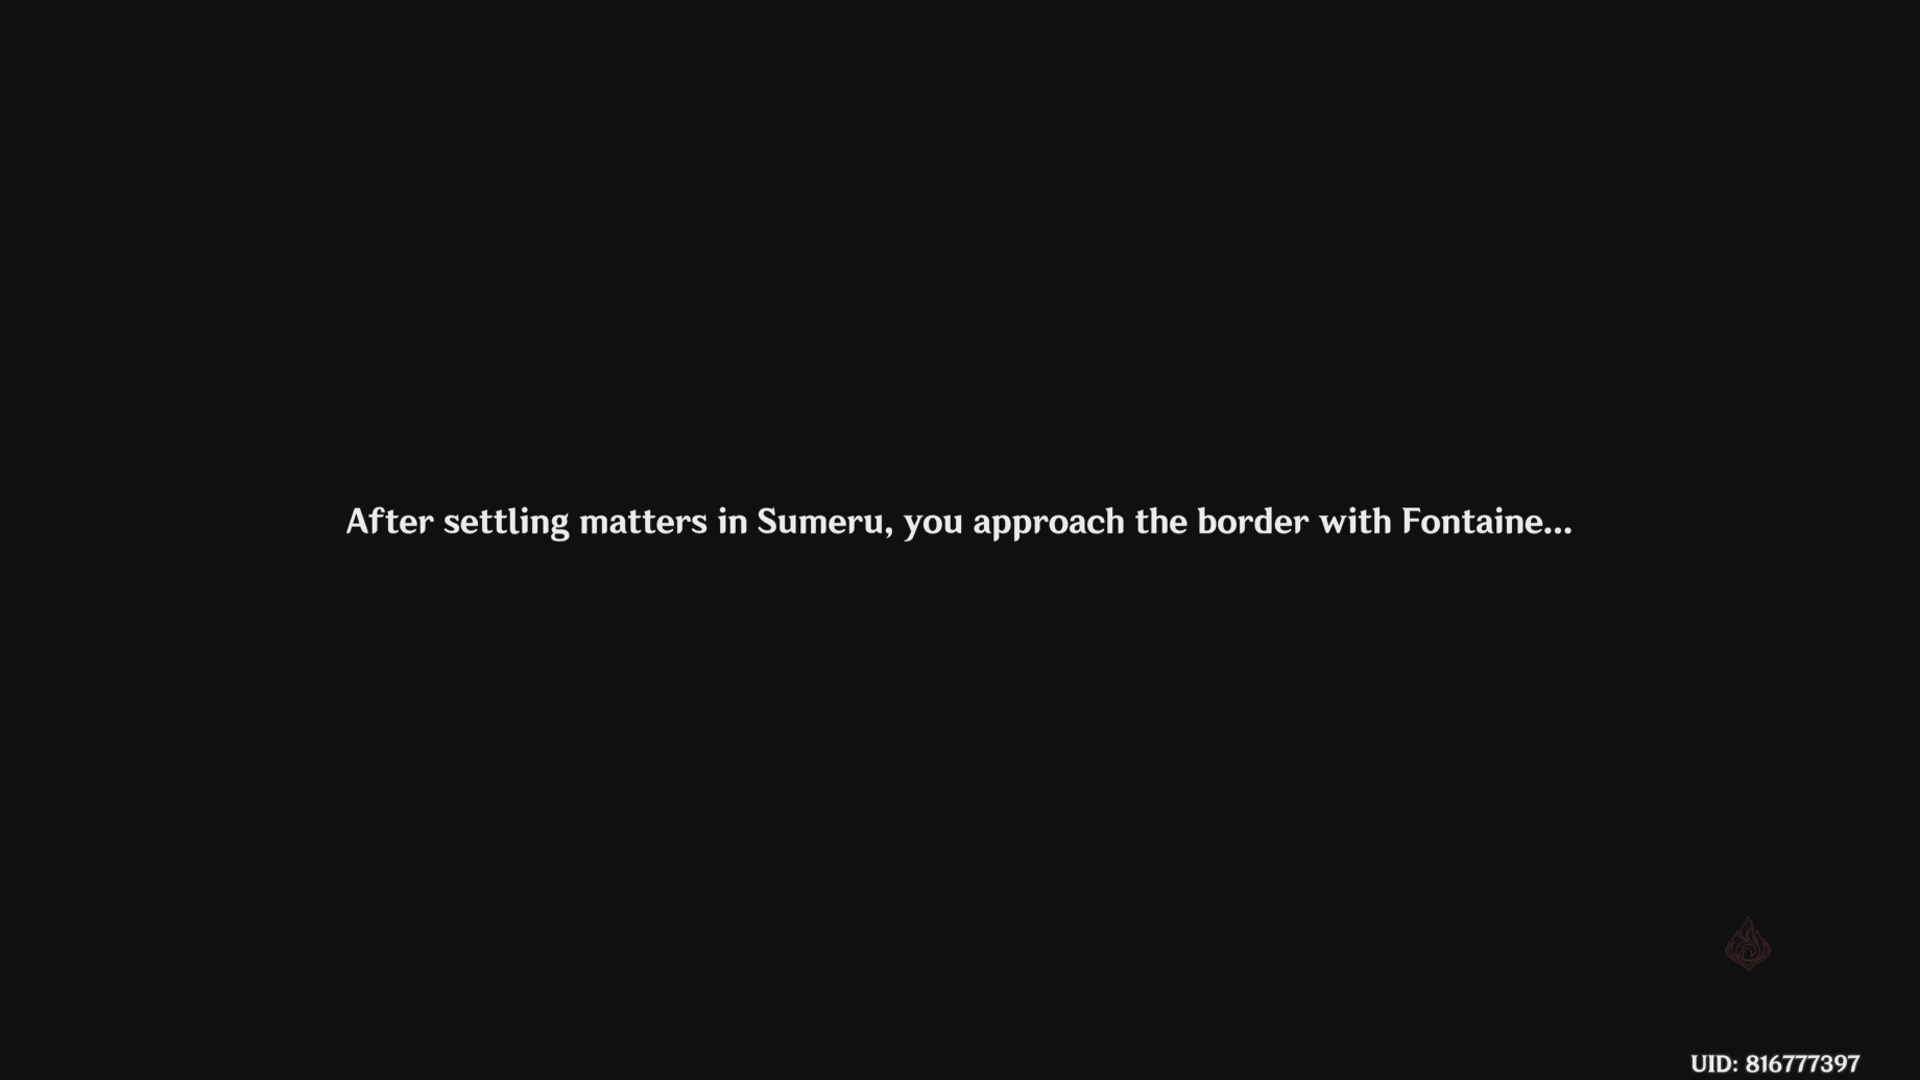 After settling matters in Sumeru, you approach the border with Fontaine...
UID: 816777397